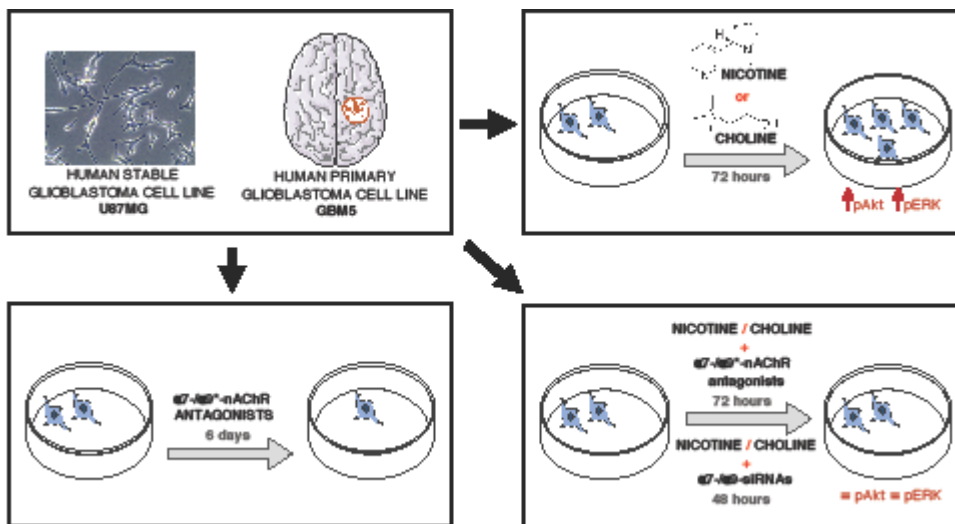 HUMAN STABLE
GLIOBLASTOMA CELL LINE
U87MG
HUMAN PRIMARY
GLIOBLASTOMA CELL LINE
GBM5
H
N
NICOTINE
or
CHOLINE
72 hours
pAkt pERK
α7-/α9*-nAChR
ANTAGONISTS
6 days
NICOTINE / CHOLINE
+
α7-/α9*-nAChR
antagonists
72 hours
NICOTINE / CHOLINE
+
α7-/α9-siRNAs
48 hours
= pAkt = pERK